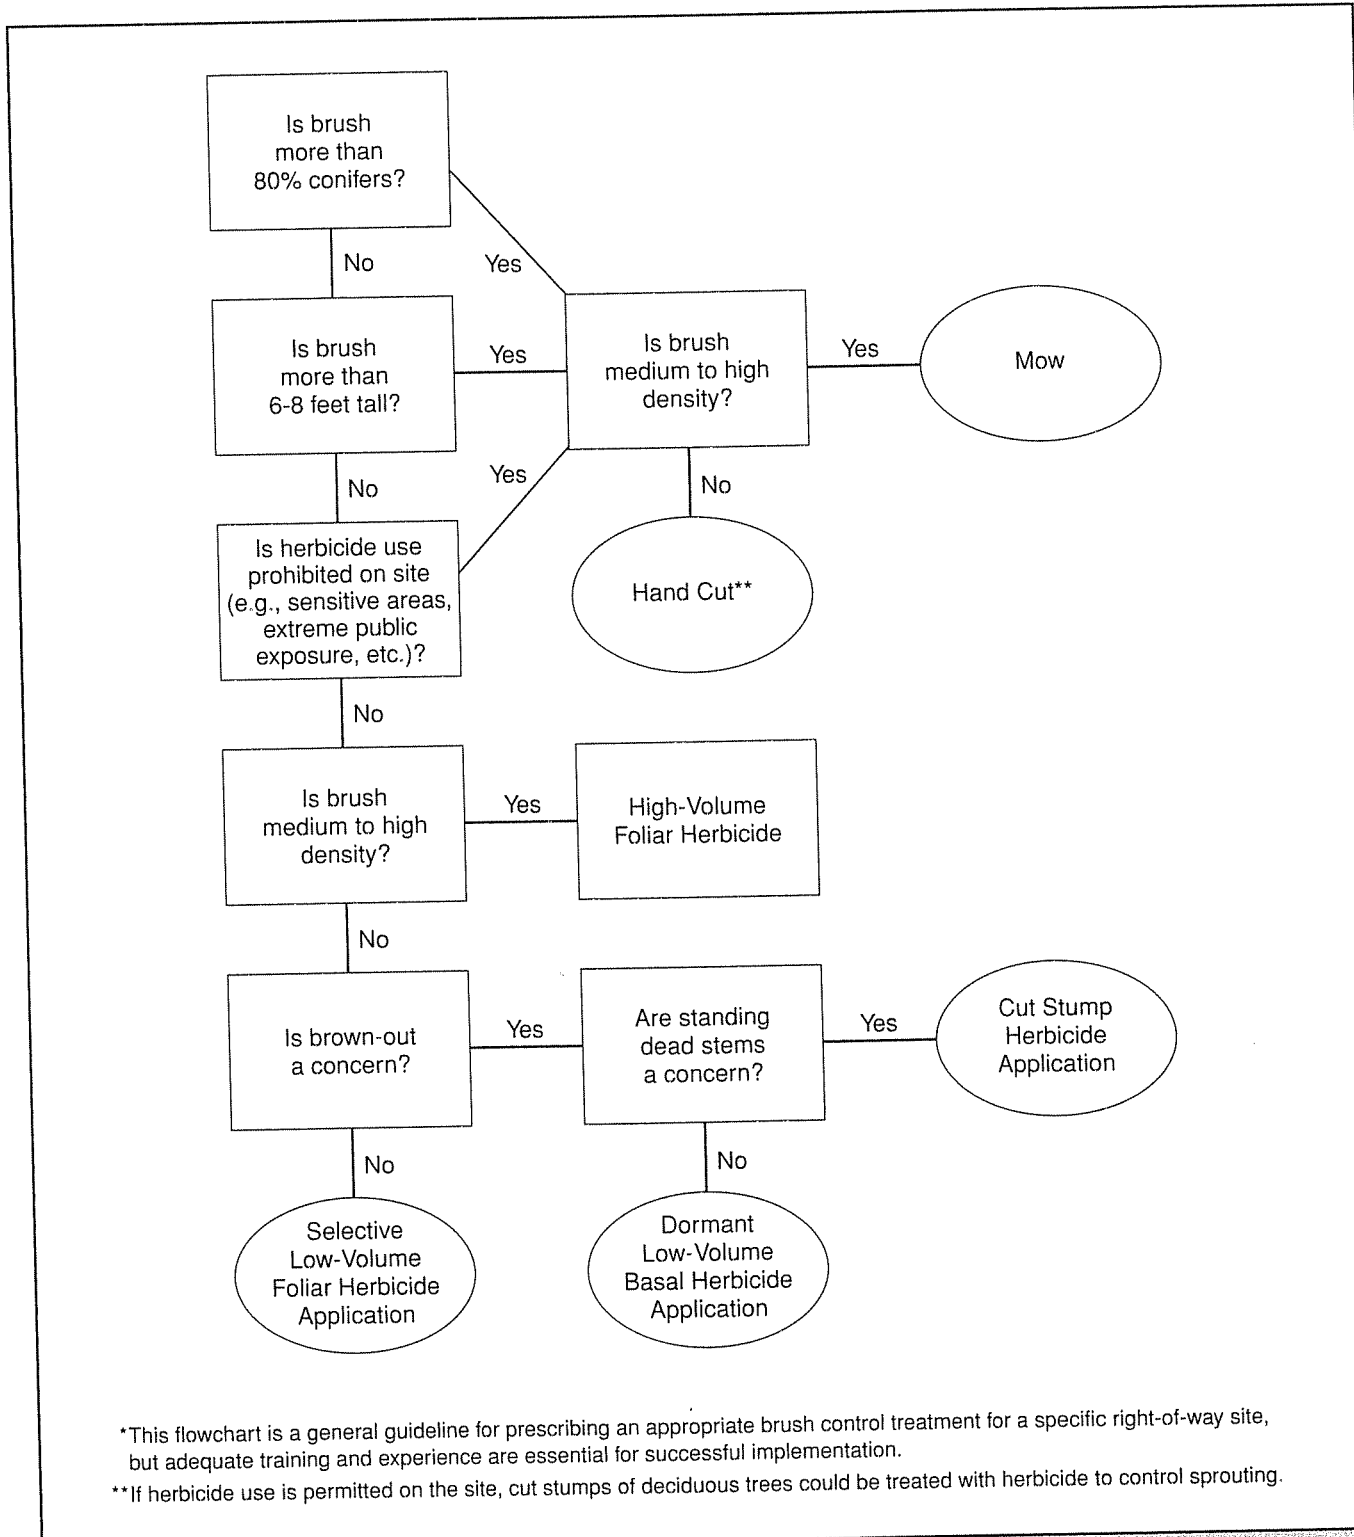 Is brush
more than
80% conifers?
No
Yes
Is brush
more than
6-8 feet tall?
Yes
Is brush
medium to high
density?
Yes
Mow
No
Yes
No
Is herbicide use
prohibited on site
(e.g., sensitive areas,
extreme public
exposure, etc.)?
Hand Cut**
No
Is brush
medium to high
density?
Yes
High-Volume
Foliar Herbicide
No
Is brown-out
a concern?
Yes
Are standing
dead stems
a concern?
Yes
Cut Stump
Herbicide
Application
No
No
Selective
Low-Volume
Foliar Herbicide
Application
Dormant
Low-Volume
Basal Herbicide
Application
*This flowchart is a general guideline for prescribing an appropriate brush control treatment for a specific right-of-way site,
but adequate training and experience are essential for successful implementation.
**If herbicide use is permitted on the site, cut stumps of deciduous trees could be treated with herbicide to control sprouting.